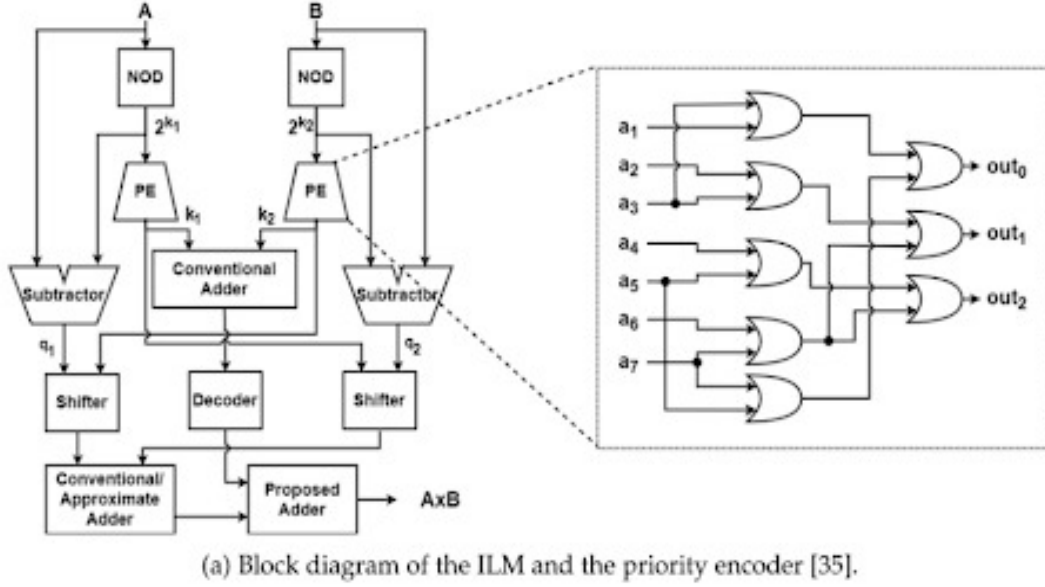 A
B
NOD
NOD
2^k1
2^k2
PE
PE
k1
k2
Conventional
Adder
Subtractor
Subtractbr
q1
q2
Shifter
Decoder
Shifter
Conventional/
Approximate
Adder
Proposed
Adder
AxB
a1
a2
a3
a4
a5
a6
a7
out0
out1
out2
(a) Block diagram of the ILM and the priority encoder [35].